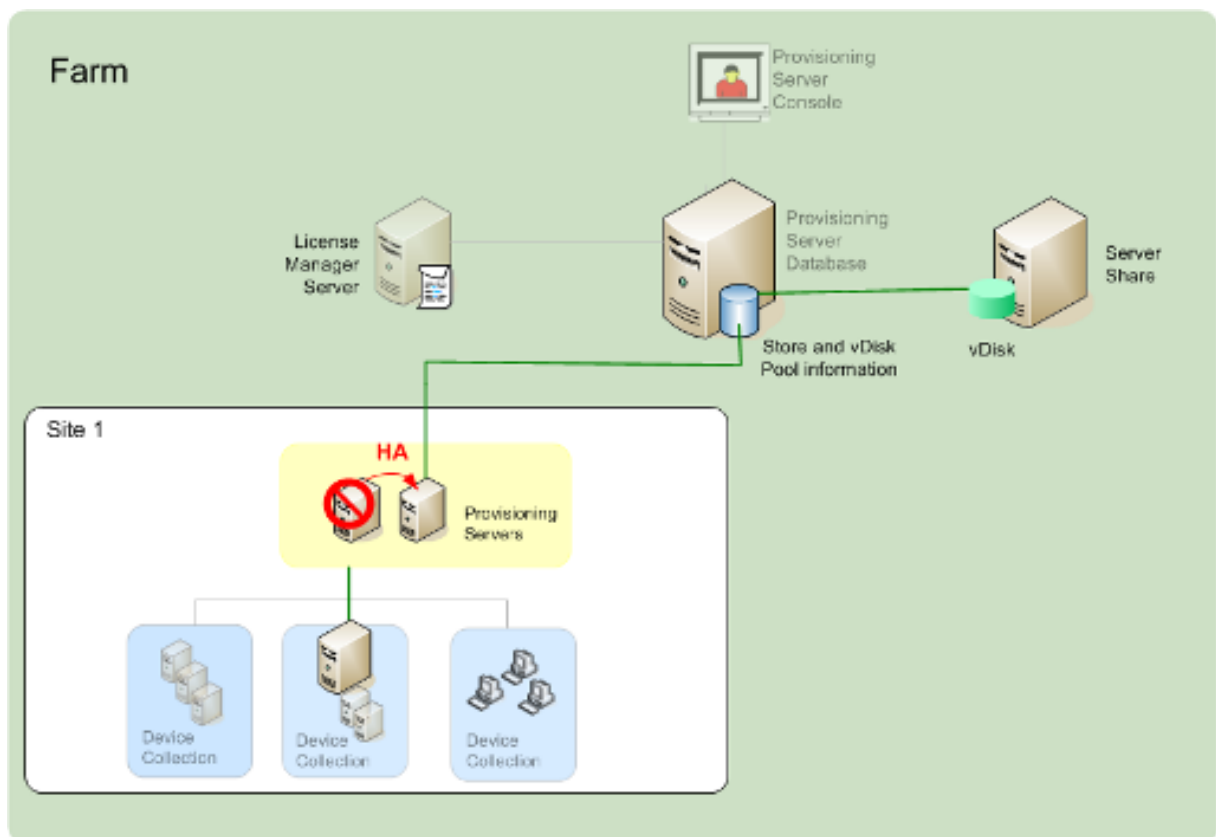 Farm
Provisioning
Server
Console
License
Manager
Server
Provisioning
Server
Database
Server
Share
Store and vDisk
Pool information
vDisk
Site 1
HA
Provisioning
Servers
Device
Collection
Device
Collection
Device
Collection